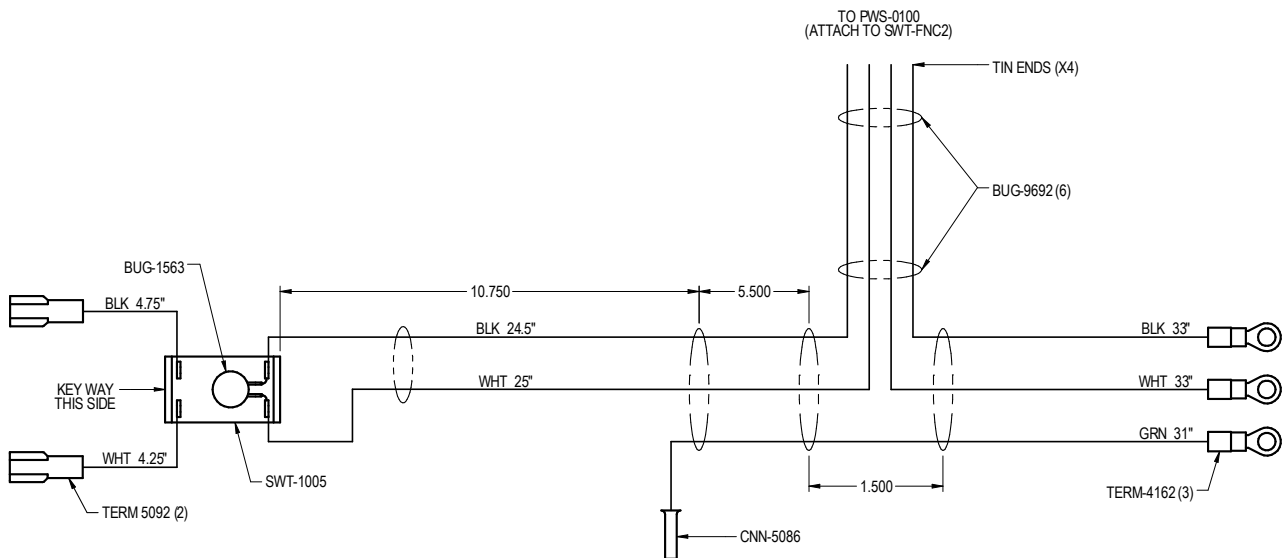 TO PWS-0100
(ATTACH TO SWT-FNC2)
TIN ENDS (X4)
BUG-9692 (6)
BUG-1563
10.750
5.500
BLK 4.75"
BLK 24.5"
BLK 33"
KEY WAY
THIS SIDE
WHT 25"
WHT 33"
GRN 31"
WHT 4.25"
SWT-1005
1.500
TERM-4162 (3)
TERM 5092 (2)
CNN-5086